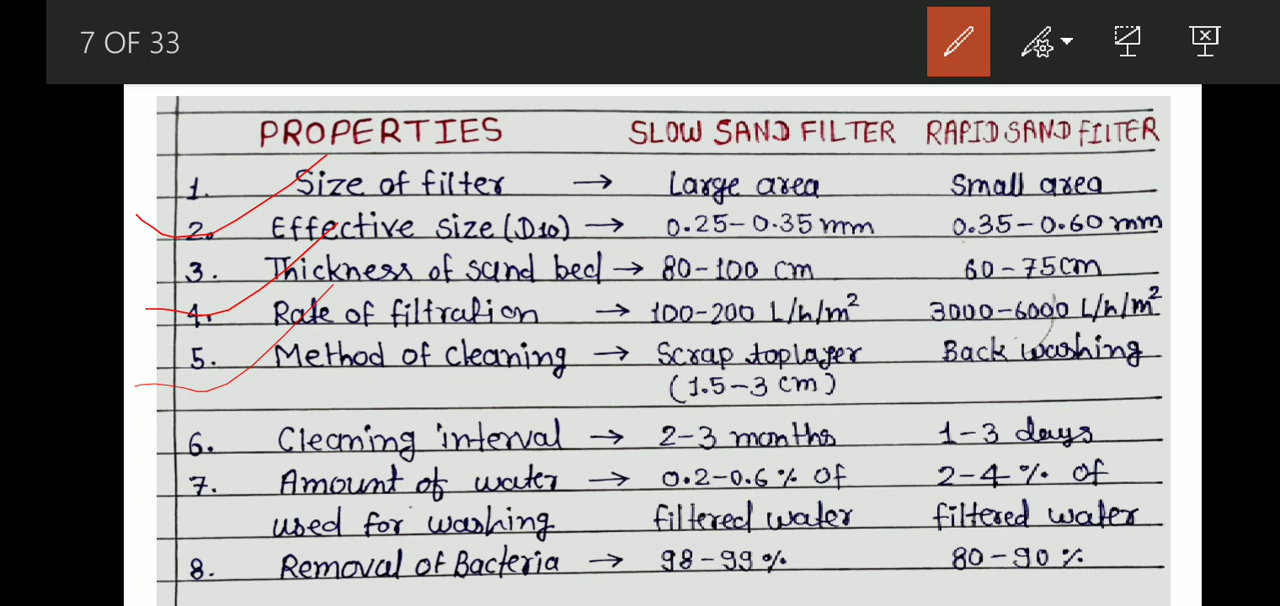 7 OF 33
PROPERTIES SLOW SAND FILTER RAPID SAND FILTER
1. Size of filter → Large area Small area
2. Effective size (D10) → 0.25-0.35 mm 0.35-0.60 mm
3. Thickness of sand bed → 80-100 cm 60-75cm
4. Rate of filtration → 100-200 L/h/m² 3000-6000 L/h/m²
5. Method of cleaning → Scrap toplayer Back washing
(1.5-3 cm)
6. Cleaning interval → 2-3 months 1-3 days
7. Amount of water → 0.2-0.6 % of 2-4 % of
used for washing filtered water filtered water
8. Removal of Bacteria → 98-99 % 80-90 %